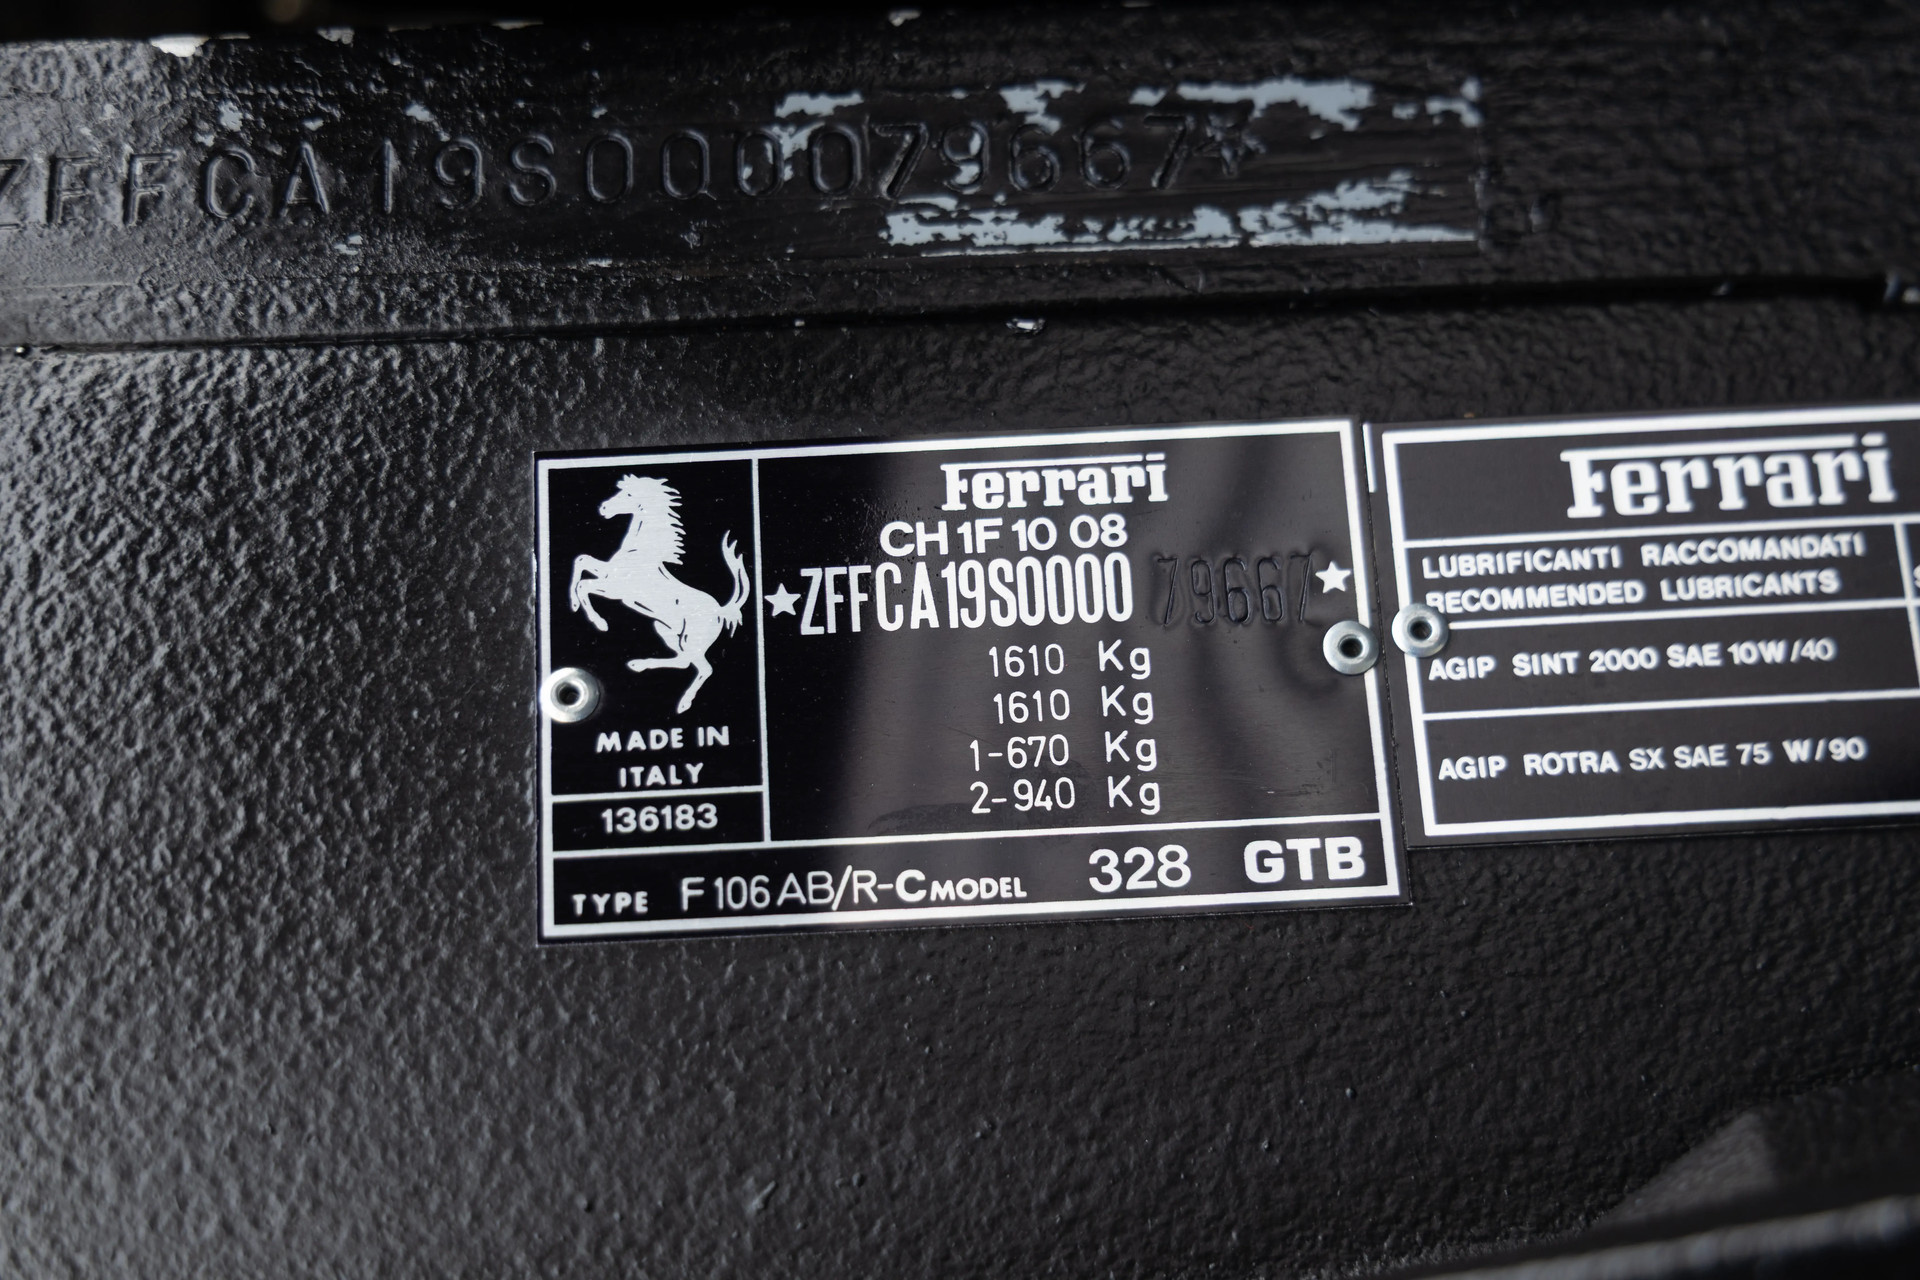 ZFFCA19S000079667★
Ferrari
CH 1F 10 08
★ZFFCA19S0000 79667★
1610 Kg
1610 Kg
1-670 Kg
2-940 Kg
MADE IN
ITALY
136183
TYPE F 106 AB/R-C MODEL 328 GTB
Ferrari
LUBRIFICANTI RACCOMANDATI
RECOMMENDED LUBRICANTS
AGIP SINT 2000 SAE 10W/40
AGIP ROTRA SX SAE 75 W/90